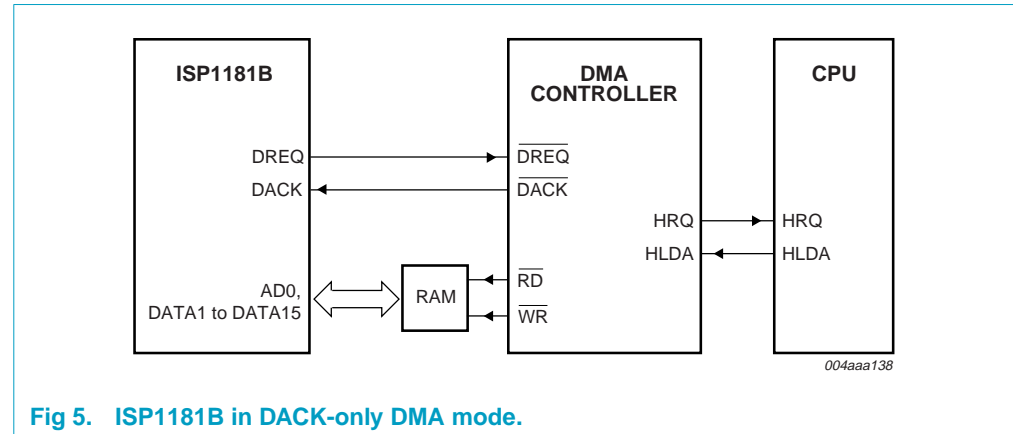 ISP1181B
DMA
CONTROLLER
CPU
DREQ
DREQ
DACK
DACK
HRQ
HRQ
HLDA
HLDA
AD0,
DATA1 to DATA15
RAM
RD
WR
004aaa138
Fig 5. ISP1181B in DACK-only DMA mode.